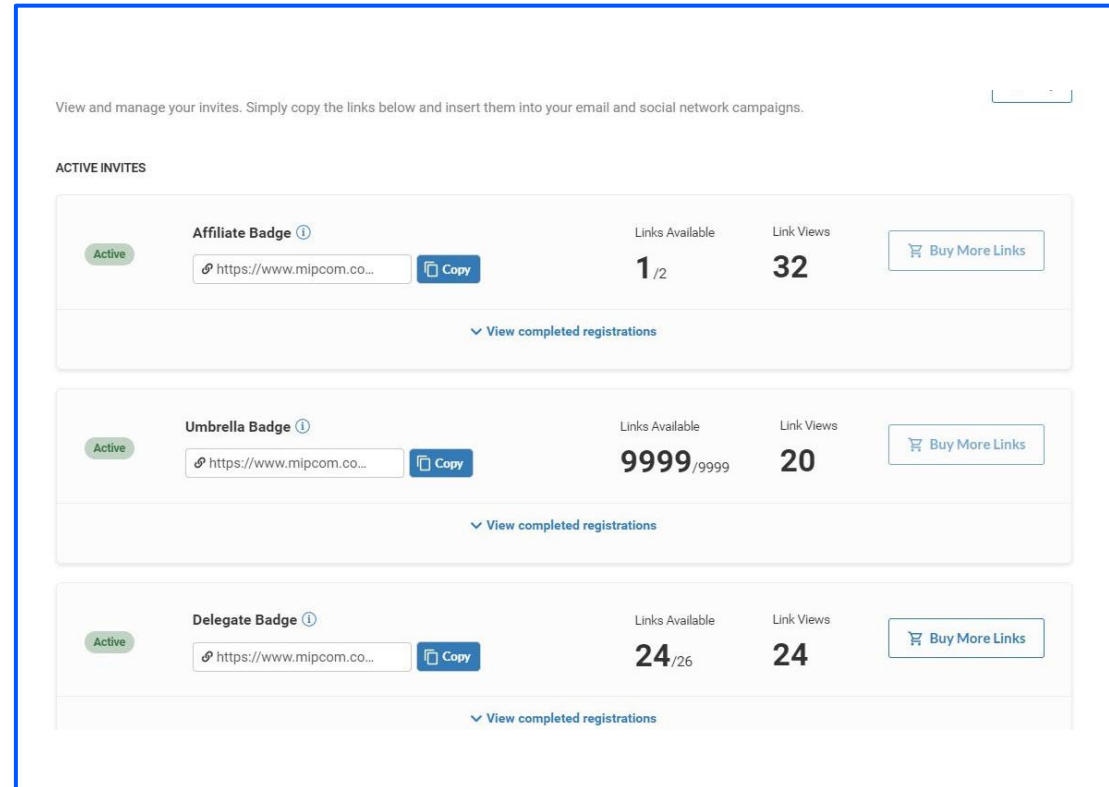 View and manage your invites. Simply copy the links below and insert them into your email and social network campaigns.
ACTIVE INVITES
Active
Affiliate Badge
https://www.mipcom.co...
Copy
Links Available
1/2
Link Views
32
Buy More Links
View completed registrations
Active
Umbrella Badge
https://www.mipcom.co...
Copy
Links Available
9999/9999
Link Views
20
Buy More Links
View completed registrations
Active
Delegate Badge
https://www.mipcom.co...
Copy
Links Available
24/26
Link Views
24
Buy More Links
View completed registrations